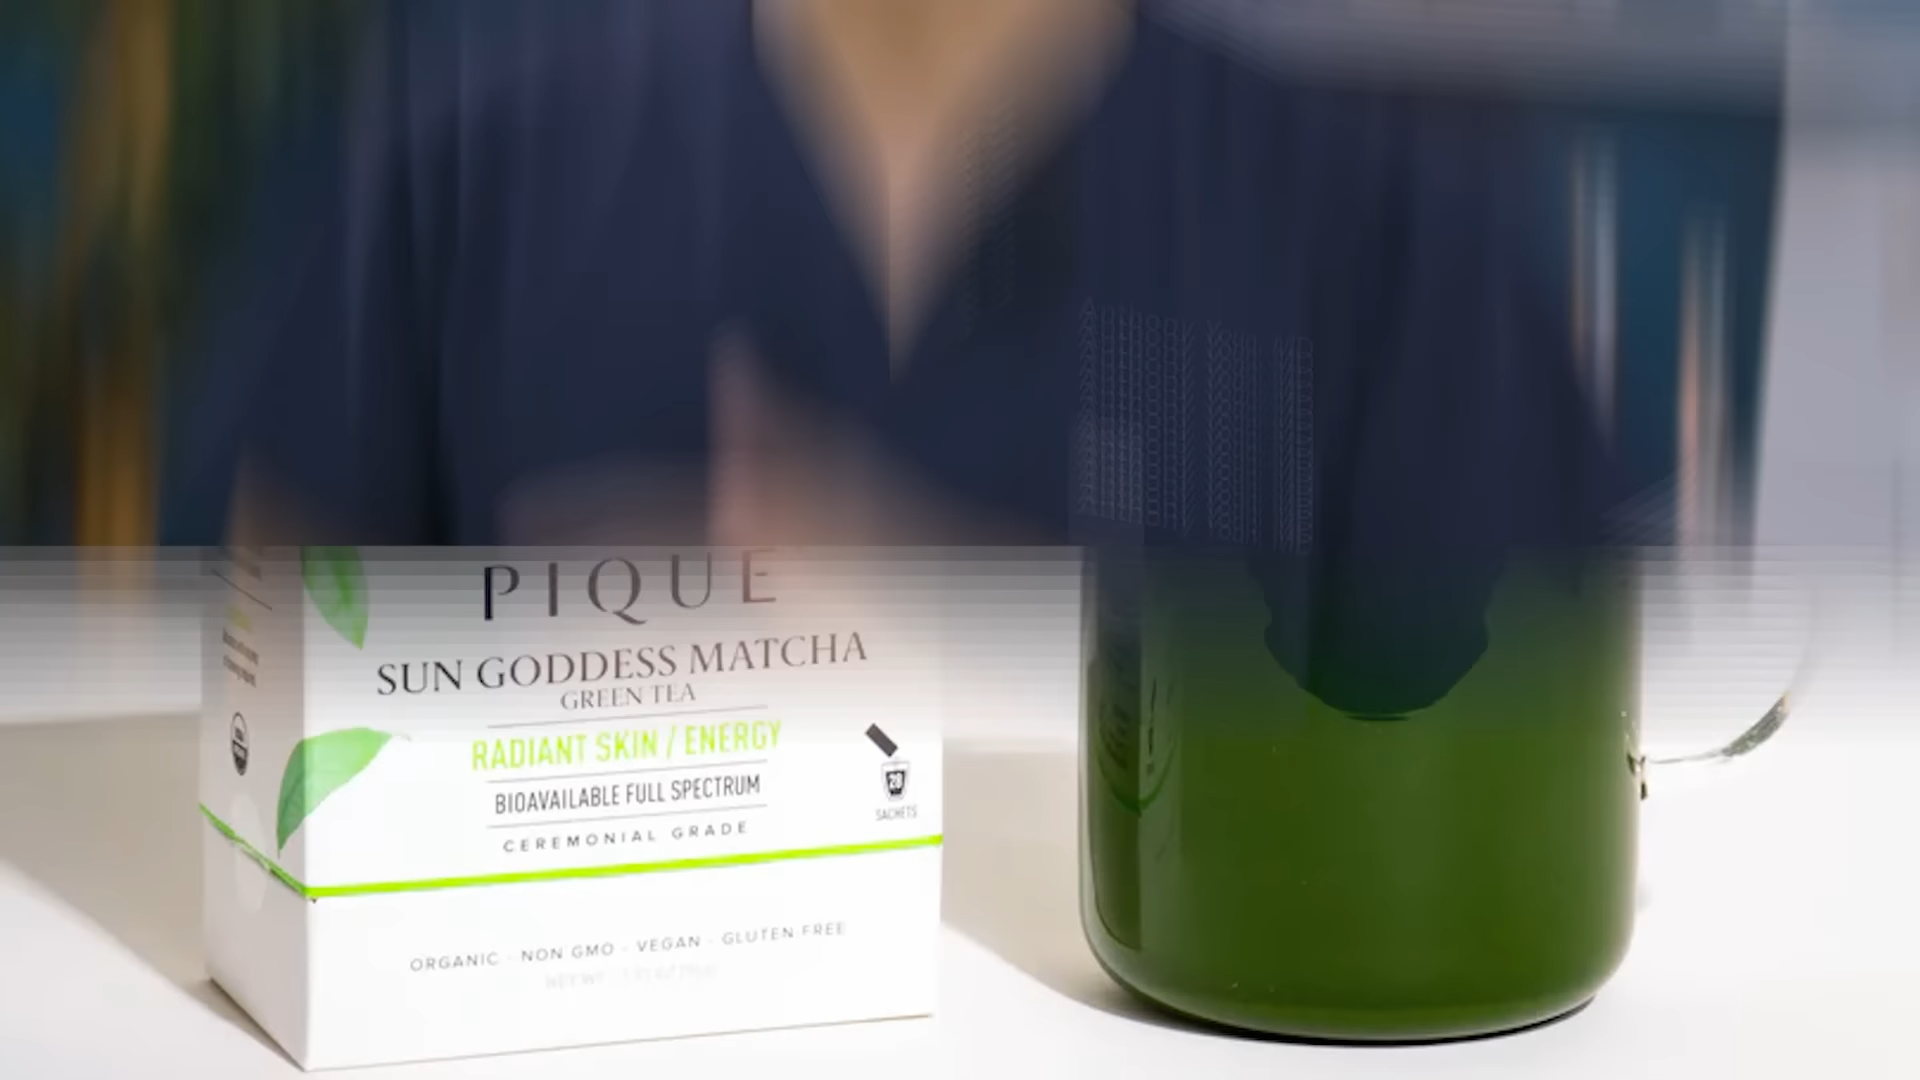 PIQUE
SUN GODDESS MATCHA
GREEN TEA
RADIANT SKIN / ENERGY
BIOAVAILABLE FULL SPECTRUM
CEREMONIAL GRADE
28
SACHETS
ORGANIC - NON GMO - VEGAN - GLUTEN-FREE